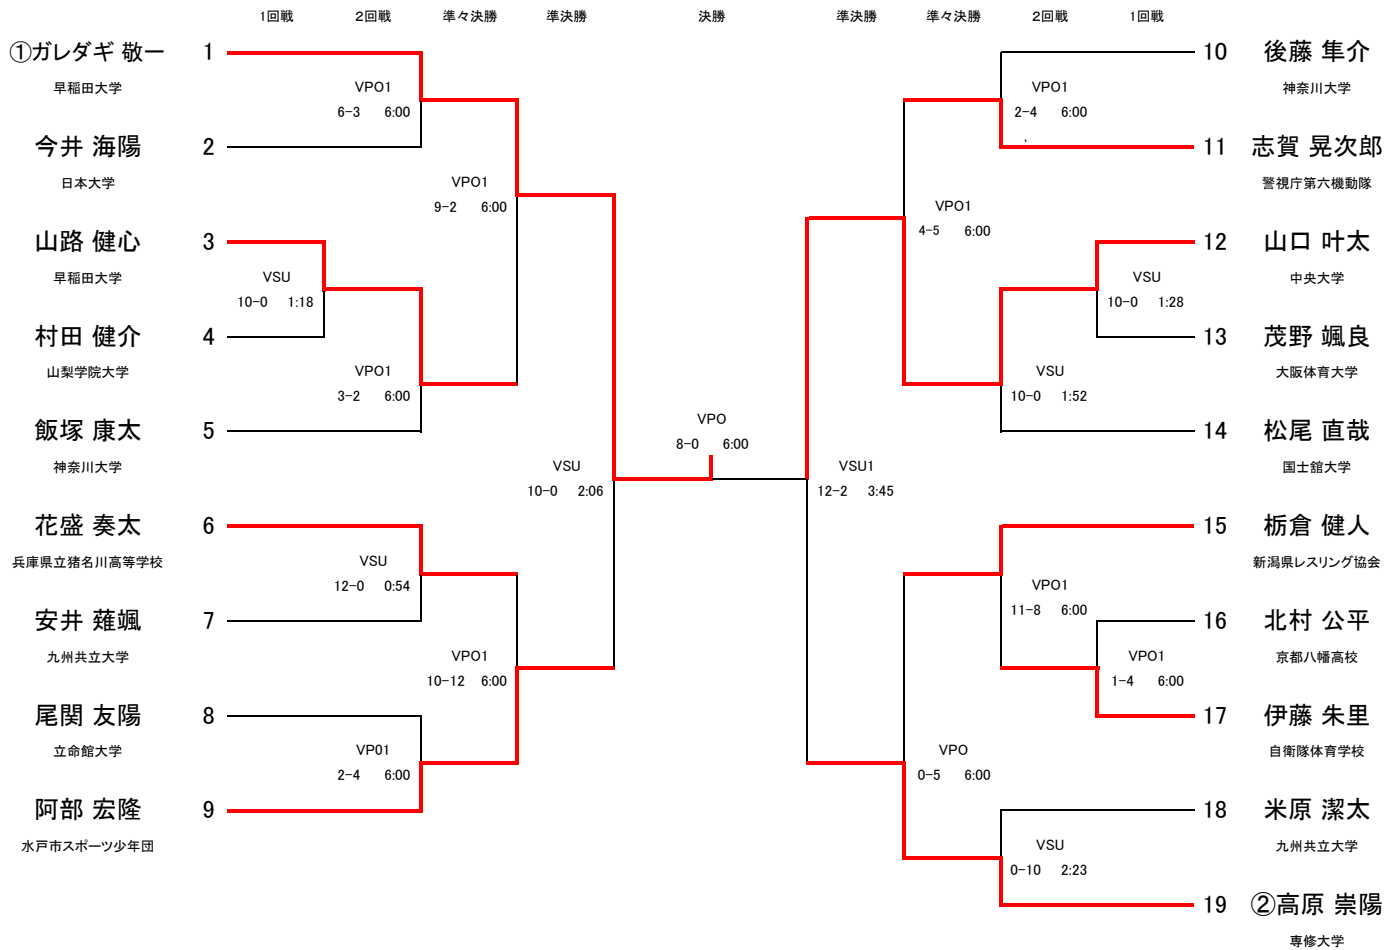 1回戦 2回戦 準々決勝 準決勝 決勝 準決勝 準々決勝 2回戦 1回戦
①ガレダギ 敬一 1
早稲田大学
VPO1
6-3 6:00
今井 海陽 2
日本大学
VPO1
9-2 6:00
山路 健心 3
早稲田大学
VSU
10-0 1:18
村田 健介 4
山梨学院大学
VPO1
3-2 6:00
飯塚 康太 5
神奈川大学
VSU
10-0 2:06
花盛 奏太 6
兵庫県立猪名川高等学校
VSU
12-0 0:54
安井 薙颯 7
九州共立大学
VPO1
10-12 6:00
尾関 友陽 8
立命館大学
VP01
2-4 6:00
阿部 宏隆 9
水戸市スポーツ少年団
VPO
8-0 6:00
10 後藤 隼介
神奈川大学
VPO1
2-4 6:00
11 志賀 晃次郎
警視庁第六機動隊
VPO1
4-5 6:00
12 山口 叶太
中央大学
VSU
10-0 1:28
13 茂野 颯良
大阪体育大学
VSU
10-0 1:52
14 松尾 直哉
国士舘大学
VSU1
12-2 3:45
15 栃倉 健人
新潟県レスリング協会
VPO1
11-8 6:00
16 北村 公平
京都八幡高校
VPO1
1-4 6:00
17 伊藤 朱里
自衛隊体育学校
VPO
0-5 6:00
18 米原 潔太
九州共立大学
VSU
0-10 2:23
19 ②高原 崇陽
専修大学